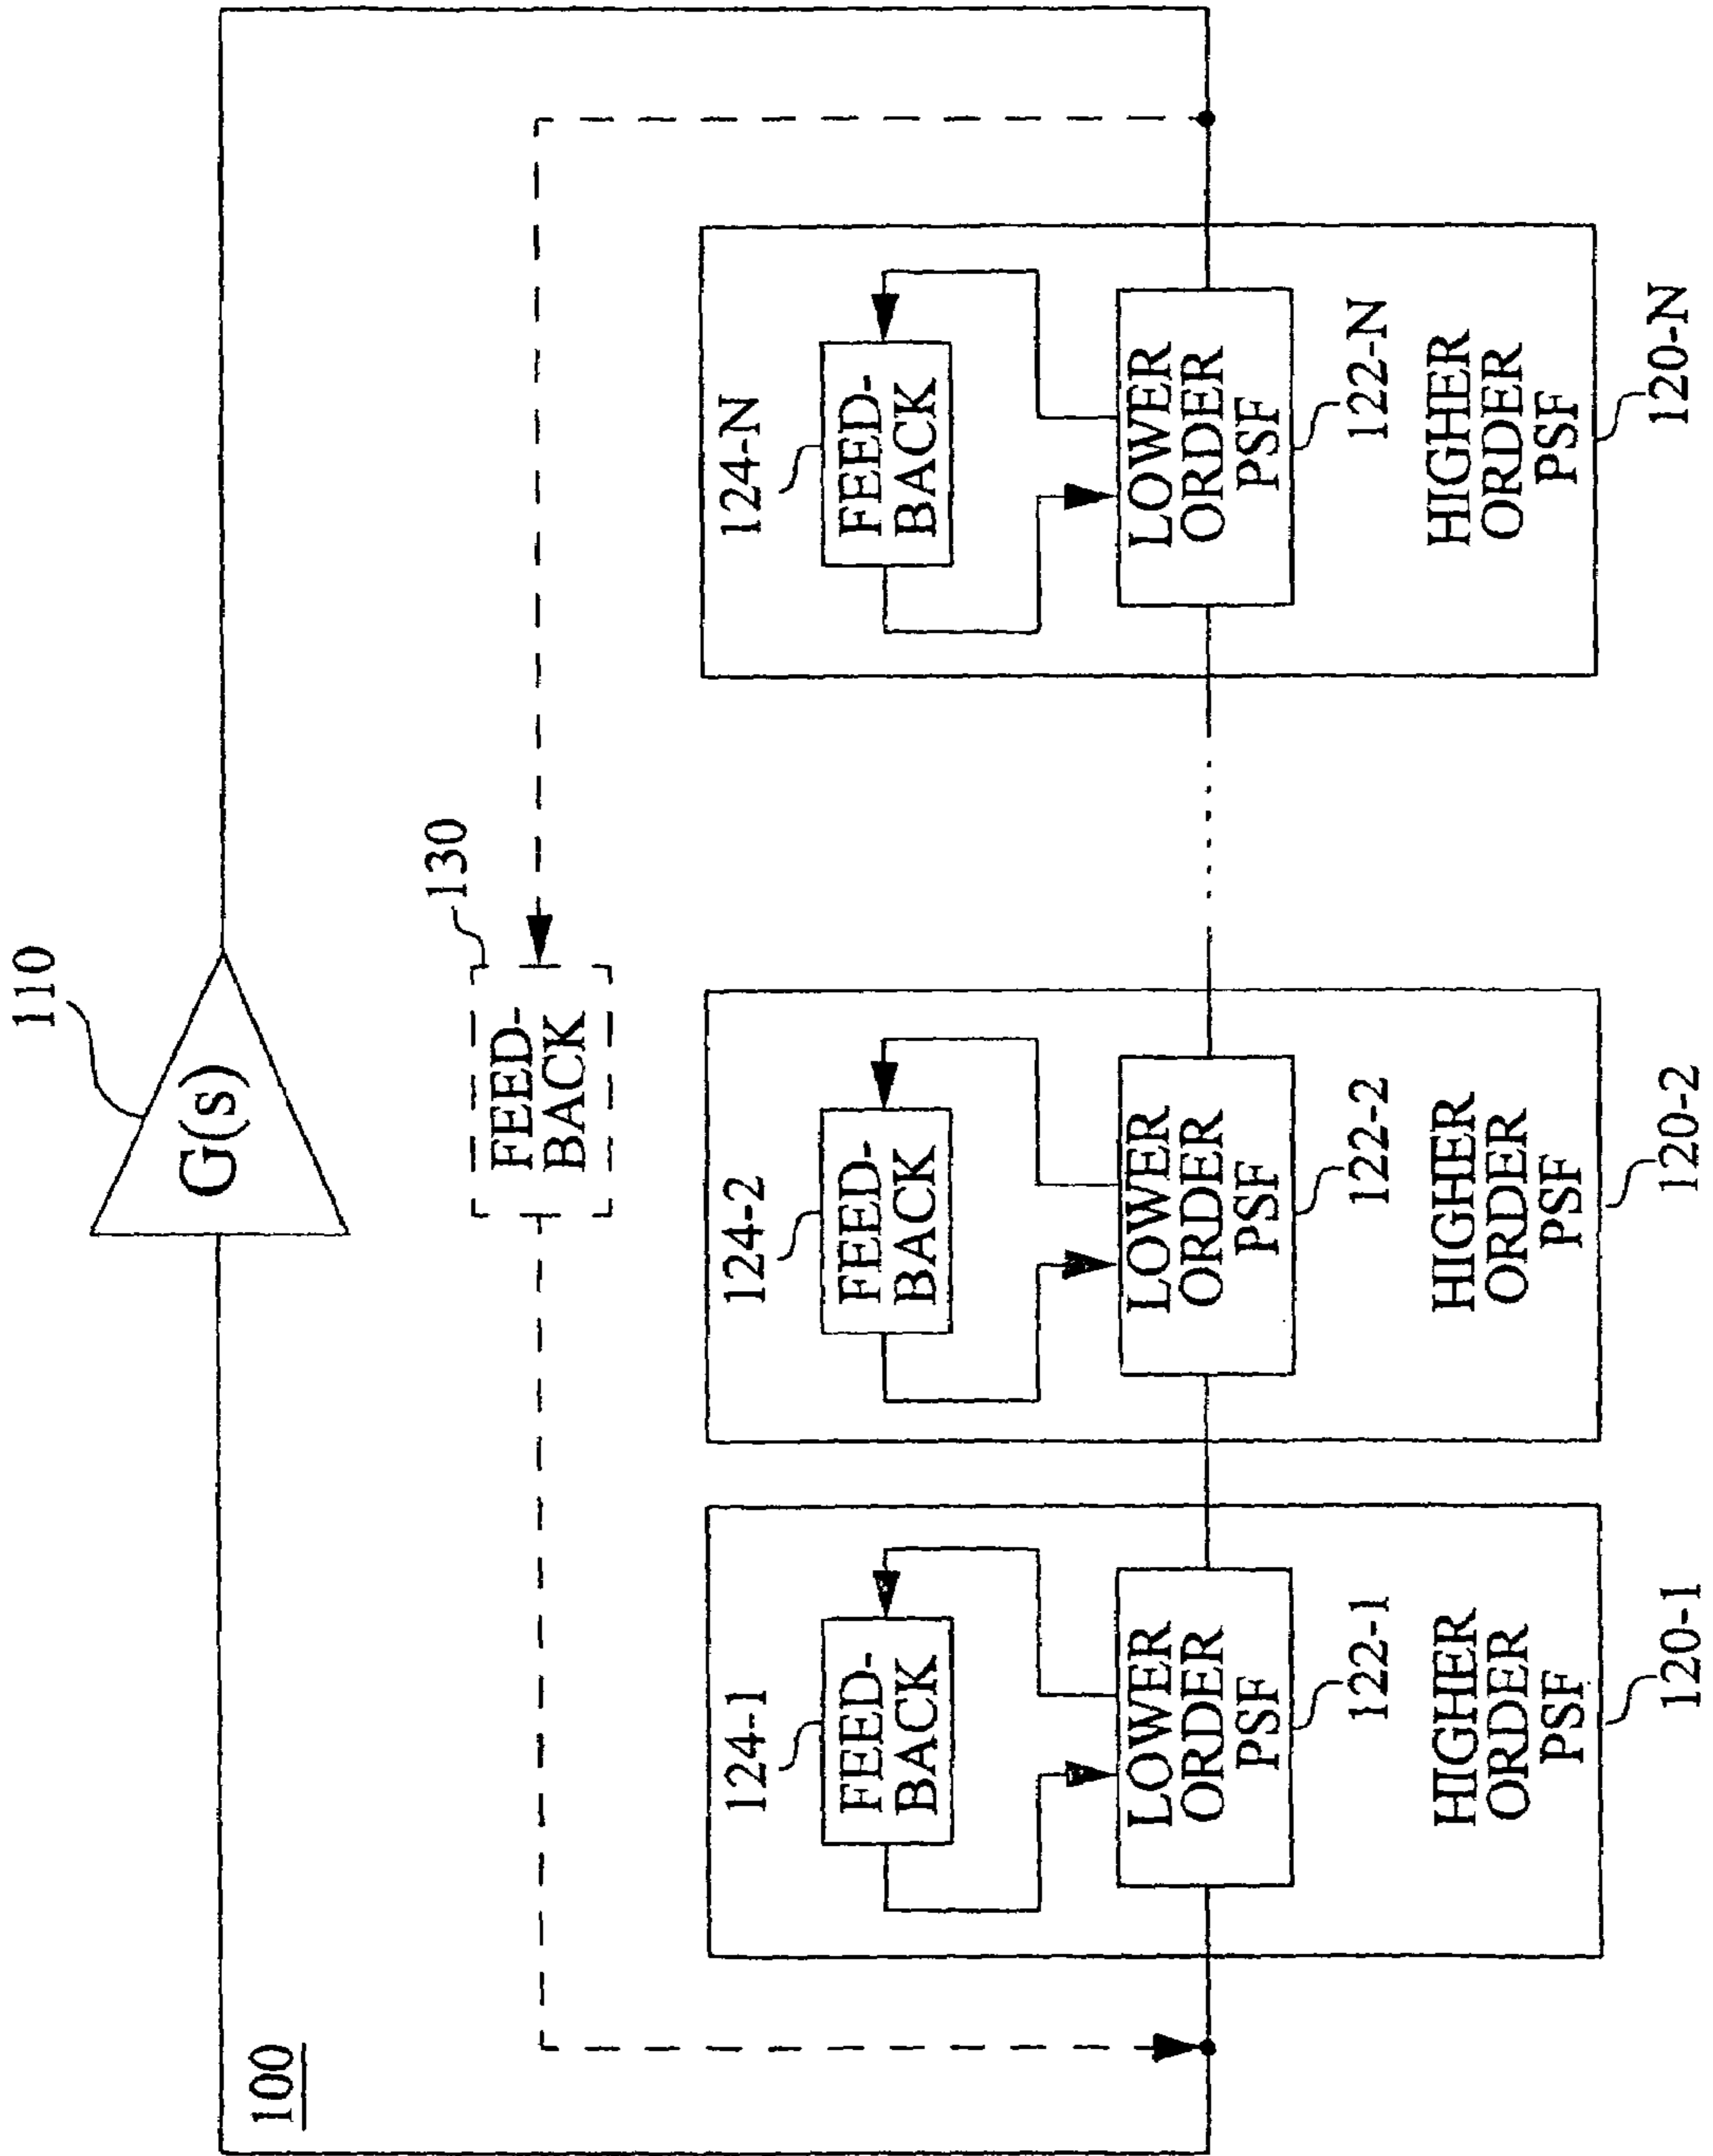 100
110
G(s)
130
FEED-
BACK
124-1
FEED-
BACK
LOWER
ORDER
PSF
122-1
HIGHER
ORDER
PSF
120-1
124-2
FEED-
BACK
LOWER
ORDER
PSF
122-2
HIGHER
ORDER
PSF
120-2
124-N
FEED-
BACK
LOWER
ORDER
PSF
122-N
HIGHER
ORDER
PSF
120-N